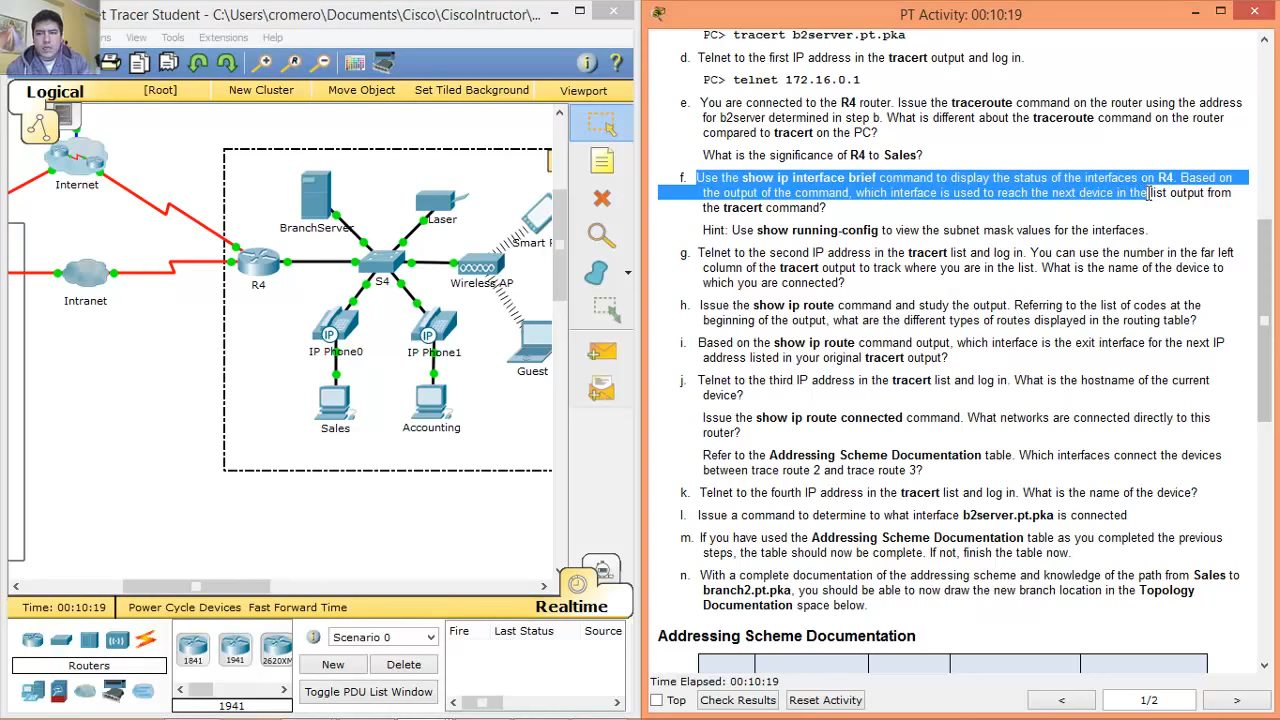 et Tracer Student - C:\Users\cromero\Documents\Cisco\CiscoIntructor\...
ns View Tools Extensions Help
Logical [Root] New Cluster Move Object Set Tiled Background Viewport
Internet
Intranet
R4
BranchServer
Laser
Smart
S4
Wireless AP
IP
IP Phone0
IP
IP Phone1
Guest
Sales
Accounting
Time: 00:10:19 Power Cycle Devices Fast Forward Time
Realtime
Routers
1841
1941
2620XM
1941
Scenario 0
New
Delete
Toggle PDU List Window
Fire Last Status Source
PT Activity: 00:10:19
PC> tracert b2server.pt.pka
d. Telnet to the first IP address in the tracert output and log in.
PC> telnet 172.16.0.1
e. You are connected to the R4 router. Issue the traceroute command on the router using the address
for b2server determined in step b. What is different about the traceroute command on the router
compared to tracert on the PC?
What is the significance of R4 to Sales?
f. Use the show ip interface brief command to display the status of the interfaces on R4. Based on
the output of the command, which interface is used to reach the next device in the list output from
the tracert command?
Hint: Use show running-config to view the subnet mask values for the interfaces.
g. Telnet to the second IP address in the tracert list and log in. You can use the number in the far left
column of the tracert output to track where you are in the list. What is the name of the device to
which you are connected?
h. Issue the show ip route command and study the output. Referring to the list of codes at the
beginning of the output, what are the different types of routes displayed in the routing table?
i. Based on the show ip route command output, which interface is the exit interface for the next IP
address listed in your original tracert output?
j. Telnet to the third IP address in the tracert list and log in. What is the hostname of the current
device?
Issue the show ip route connected command. What networks are connected directly to this
router?
Refer to the Addressing Scheme Documentation table. Which interfaces connect the devices
between trace route 2 and trace route 3?
k. Telnet to the fourth IP address in the tracert list and log in. What is the name of the device?
l. Issue a command to determine to what interface b2server.pt.pka is connected
m. If you have used the Addressing Scheme Documentation table as you completed the previous
steps, the table should now be complete. If not, finish the table now.
n. With a complete documentation of the addressing scheme and knowledge of the path from Sales to
branch2.pt.pka, you should be able to now draw the new branch location in the Topology
Documentation space below.
Addressing Scheme Documentation
Time Elapsed: 00:10:19
Top Check Results Reset Activity < 1/2 >